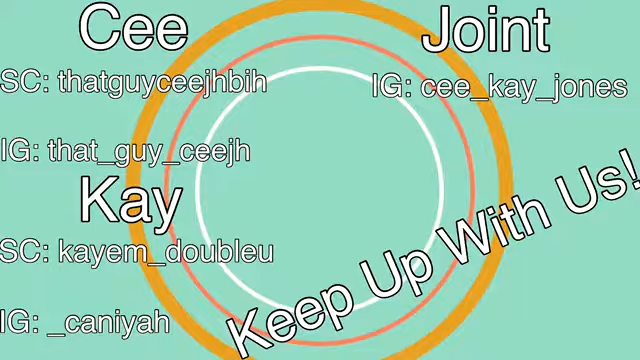 Cee
SC: thatguyceejhbih
IG: that_guy_ceejh
Kay
SC: kayem_doubleu
IG: _caniyah
Joint
IG: cee_kay_jones
Keep Up With Us!